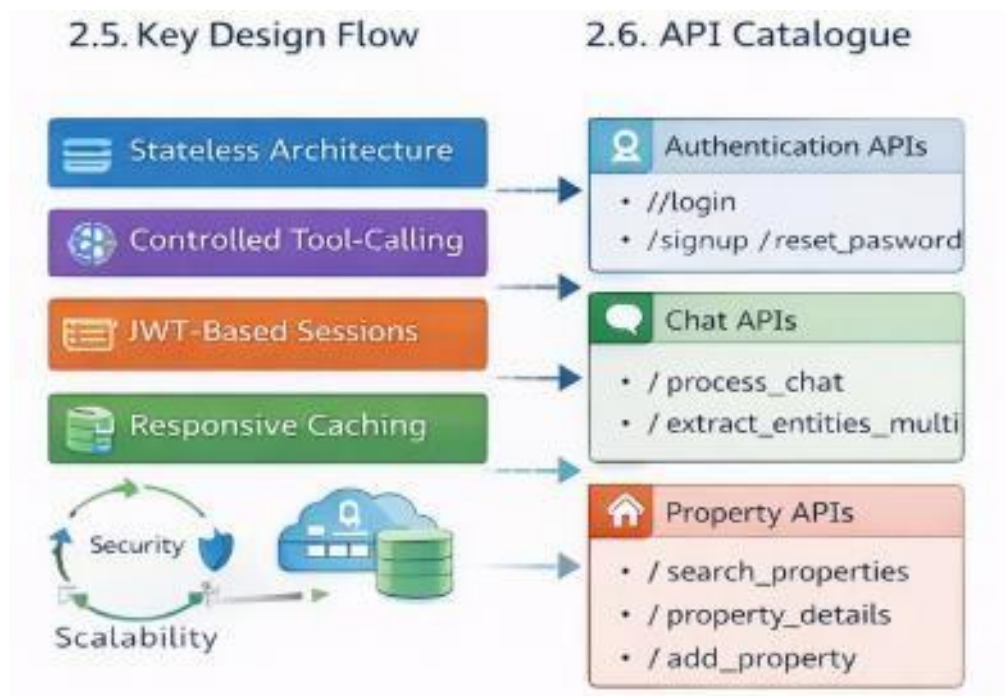 2.5. Key Design Flow
Stateless Architecture
Controlled Tool-Calling
JWT-Based Sessions
Responsive Caching
Security
Scalability
2.6. API Catalogue
Authentication APIs
• //login
• /signup /reset_pasword
Chat APIs
• / process_chat
• / extract_entities_multi
Property APIs
• / search_properties
• / property_details
• / add_property